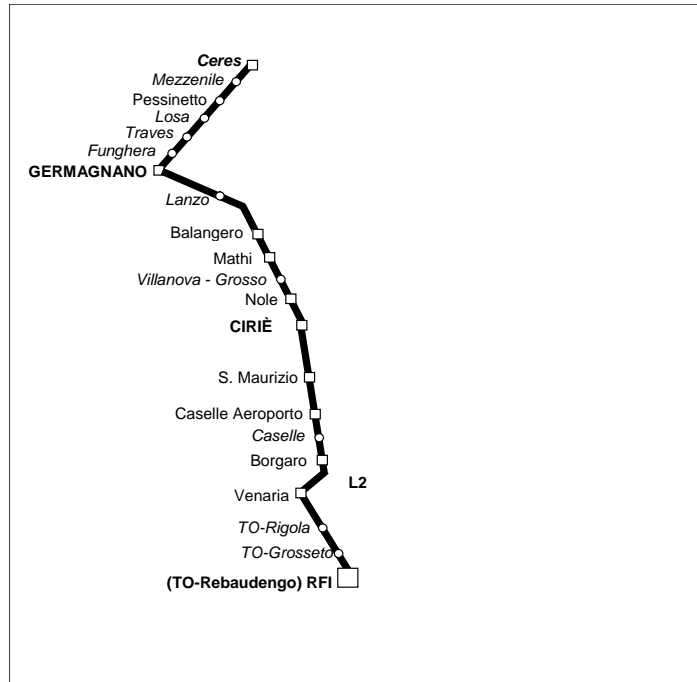 Ceres
Mezzenile
Pessinetto
Losa
Traves
Funghera
GERMAGNANO
Lanzo
Balangero
Mathi
Villanova - Grosso
Nole
CIRIÈ
S. Maurizio
Caselle Aeroporto
Caselle
Borgaro
L2
Venaria
TO-Rigola
TO-Grosseto
(TO-Rebaudengo) RFI